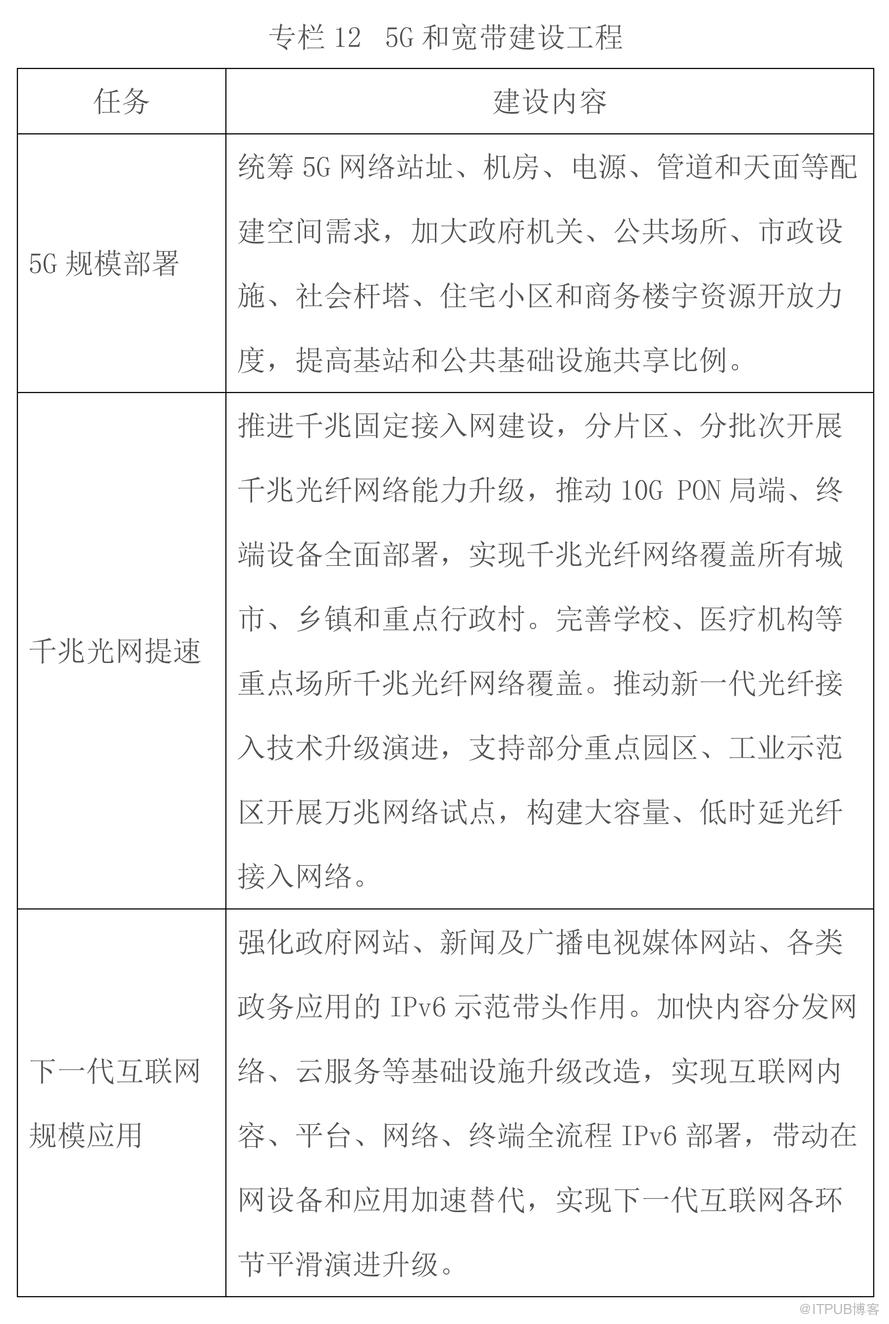 专栏 12 5G 和宽带建设工程
任务
建设内容
5G 规模部署
统筹 5G 网络站址、机房、电源、管道和天面等配
建空间需求，加大政府机关、公共场所、市政设
施、社会杆塔、住宅小区和商务楼宇资源开放力
度，提高基站和公共基础设施共享比例。
千兆光网提速
推进千兆固定接入网建设，分片区、分批次开展
千兆光纤网络能力升级，推动 10G PON 局端、终
端设备全面部署，实现千兆光纤网络覆盖所有城
市、乡镇和重点行政村。完善学校、医疗机构等
重点场所千兆光纤网络覆盖。推动新一代光纤接
入技术升级演进，支持部分重点园区、工业示范
区开展万兆网络试点，构建大容量、低时延光纤
接入网络。
下一代互联网
规模应用
强化政府网站、新闻及广播电视媒体网站、各类
政务应用的 IPv6 示范带头作用。加快内容分发网
络、云服务等基础设施升级改造，实现互联网内
容、平台、网络、终端全流程 IPv6 部署，带动在
网设备和应用加速替代，实现下一代互联网各环
节平滑演进升级。
@ITPUB博客